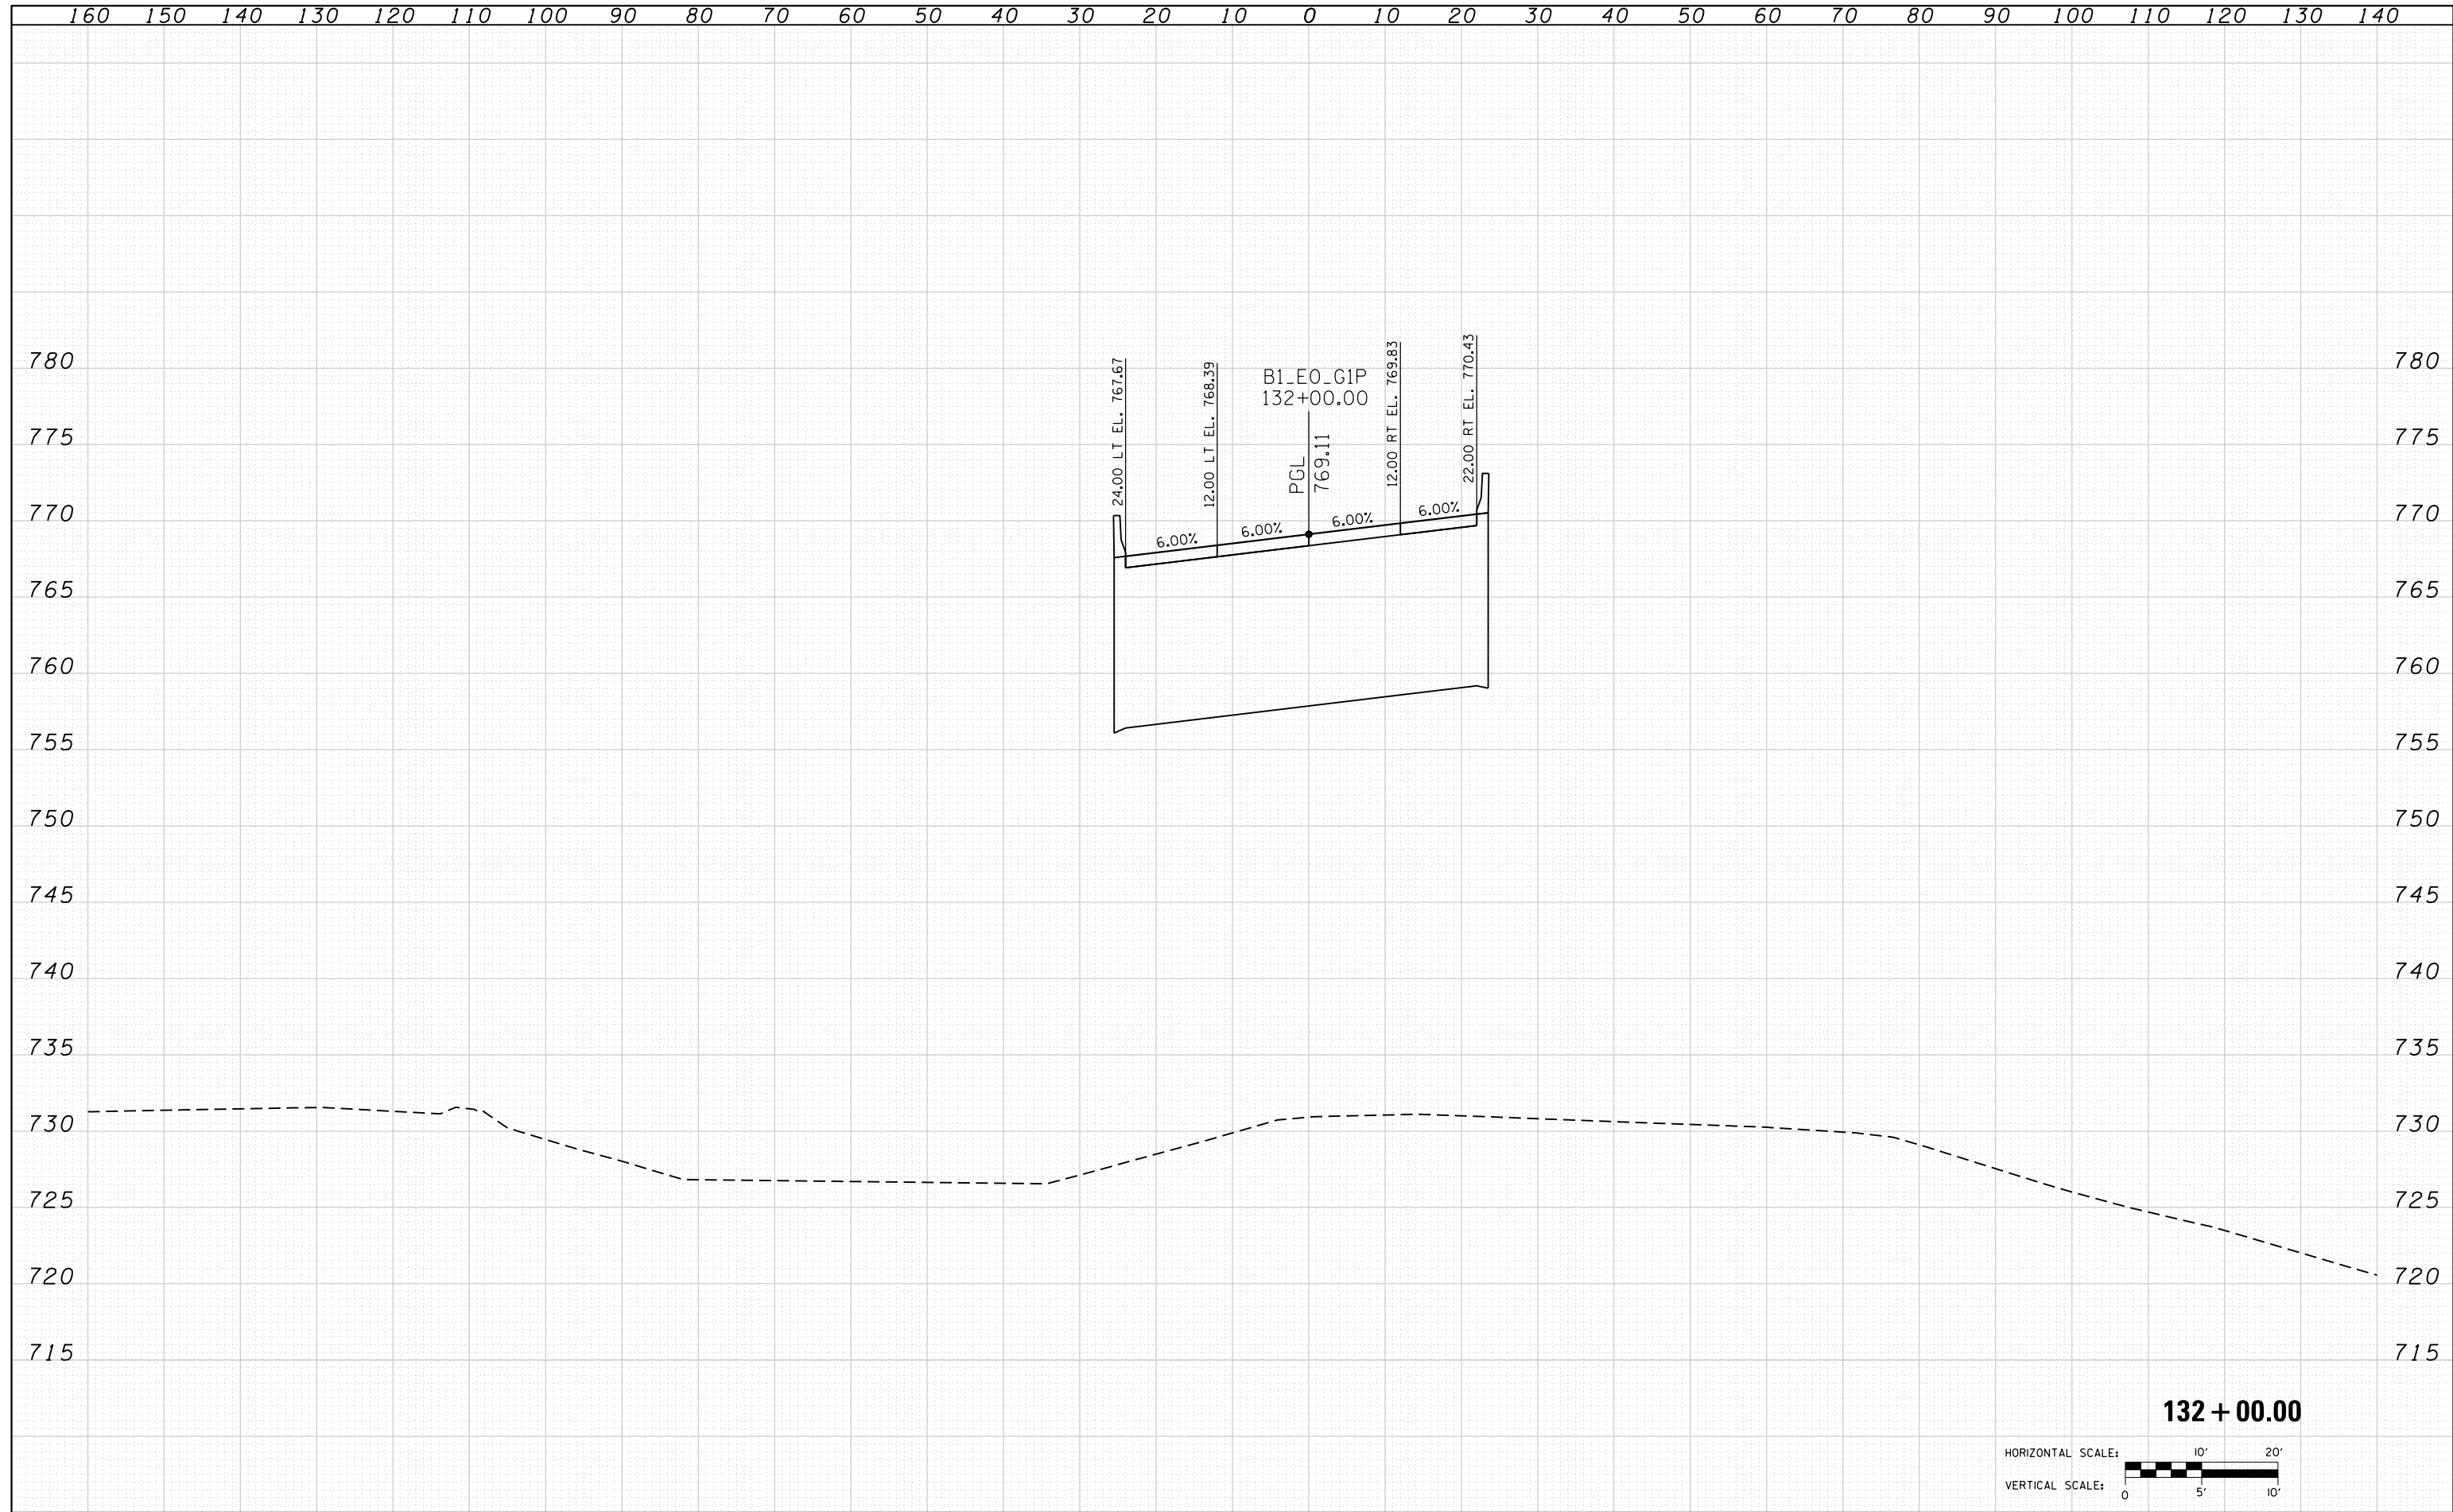 160 150 140 130 120 110 100 90 80 70 60 50 40 30 20 10 0 10 20 30 40 50 60 70 80 90 100 110 120 130 140
24.00 LT EL. 767.67
12.00 LT EL. 768.39
B1_EO_G1P
132+00.00
PGL
769.11
12.00 RT EL. 769.83
22.00 RT EL. 770.43
6.00% 6.00% 6.00% 6.00%
780 780
775 775
770 770
765 765
760 760
755 755
750 750
745 745
740 740
735 735
730 730
725 725
720 720
715 715
132+00.00
HORIZONTAL SCALE: 10' 20'
VERTICAL SCALE: 0 5' 10'